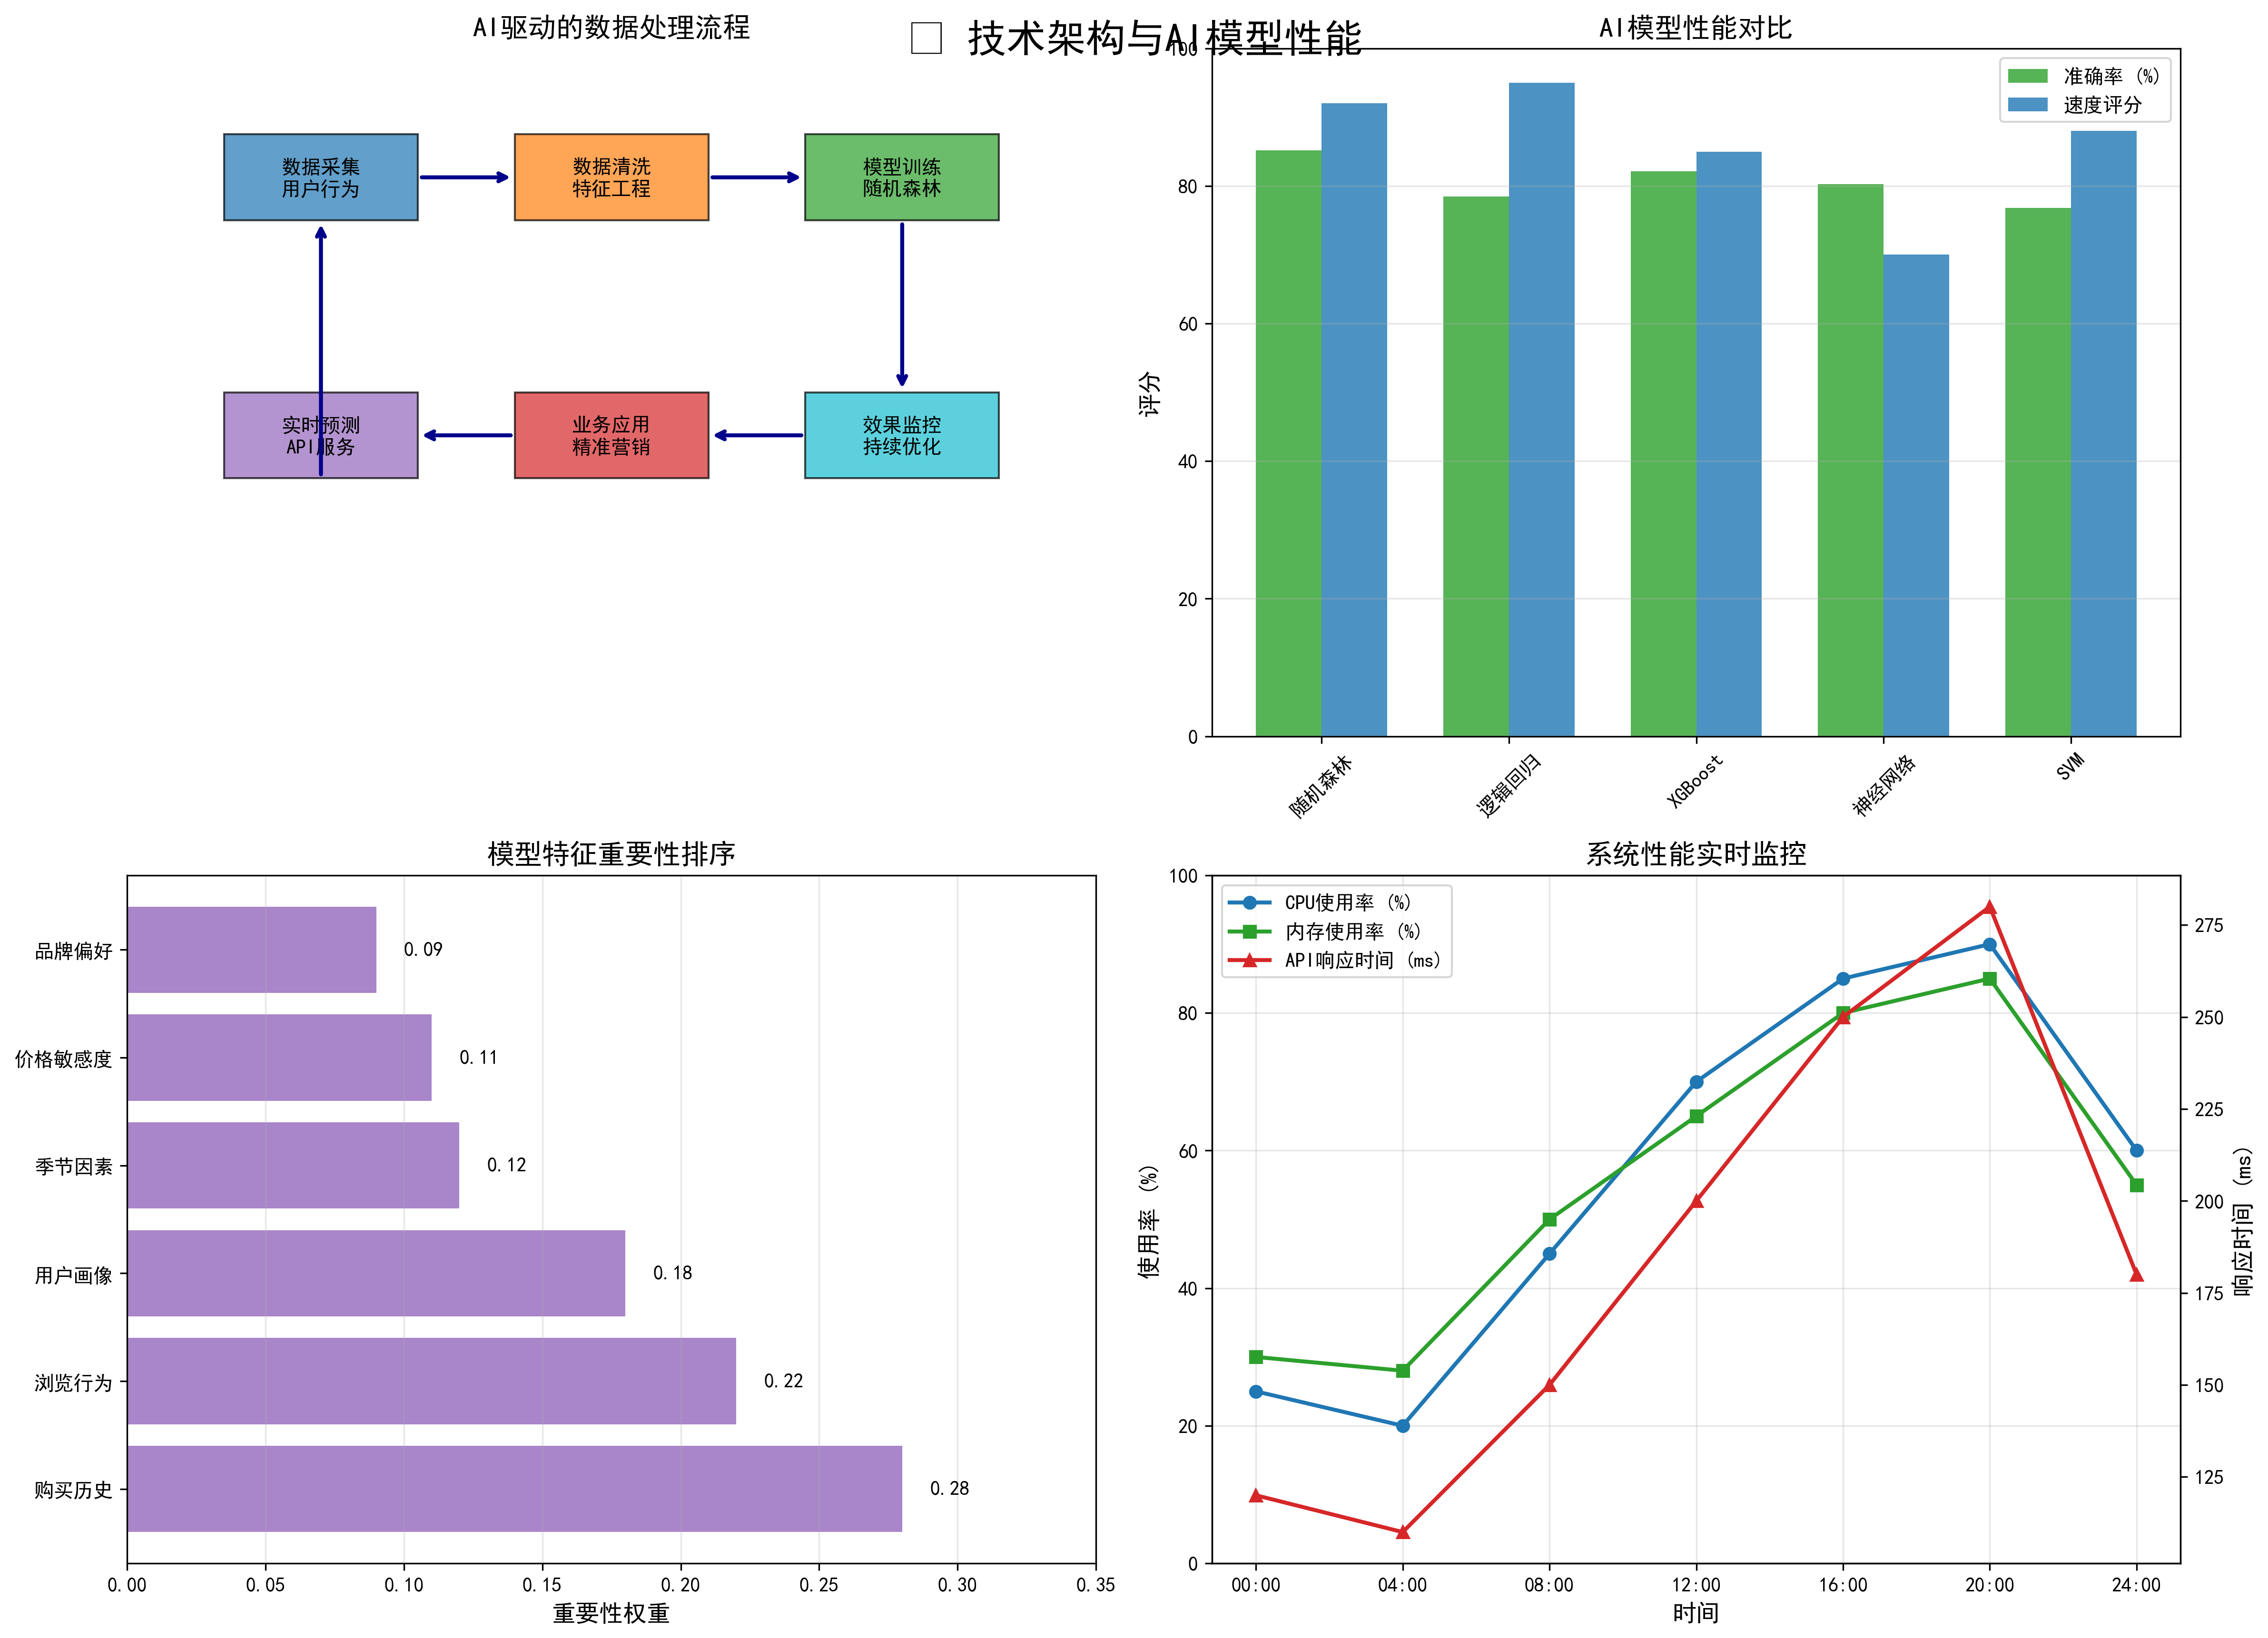 □ 技术架构与AI模型性能
AI驱动的数据处理流程
数据采集
用户行为
数据清洗
特征工程
模型训练
随机森林
实时预测
API服务
业务应用
精准营销
效果监控
持续优化
AI模型性能对比
准确率 (%)
速度评分
评分
100
80
60
40
20
0
随机森林
逻辑回归
XGBoost
神经网络
SVM
模型特征重要性排序
品牌偏好
0.09
价格敏感度
0.11
季节因素
0.12
用户画像
0.18
浏览行为
0.22
购买历史
0.28
0.00 0.05 0.10 0.15 0.20 0.25 0.30 0.35
重要性权重
系统性能实时监控
CPU使用率 (%)
内存使用率 (%)
API响应时间 (ms)
使用率 (%)
100
80
60
40
20
0
275
250
225
200
175
150
125
响应时间 (ms)
00:00 04:00 08:00 12:00 16:00 20:00 24:00
时间